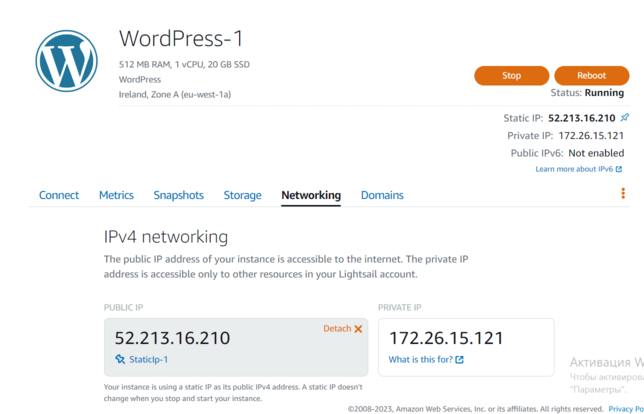 WordPress-1
512 MB RAM, 1 vCPU, 20 GB SSD
WordPress
Ireland, Zone A (eu-west-1a)
Stop
Reboot
Status: Running
Static IP: 52.213.16.210
Private IP: 172.26.15.121
Public IPv6: Not enabled
Learn more about IPv6
Connect Metrics Snapshots Storage Networking Domains
IPv4 networking
The public IP address of your instance is accessible to the internet. The private IP
address is accessible only to other resources in your Lightsail account.
PUBLIC IP
52.213.16.210
Detach
StaticIp-1
PRIVATE IP
172.26.15.121
What is this for?
Your instance is using a static IP as its public IPv4 address. A static IP doesn't
change when you stop and start your instance.
Активация W
Чтобы активирова
"Параметры".
©2008-2023, Amazon Web Services, Inc. or its affiliates. All rights reserved. Privacy Po